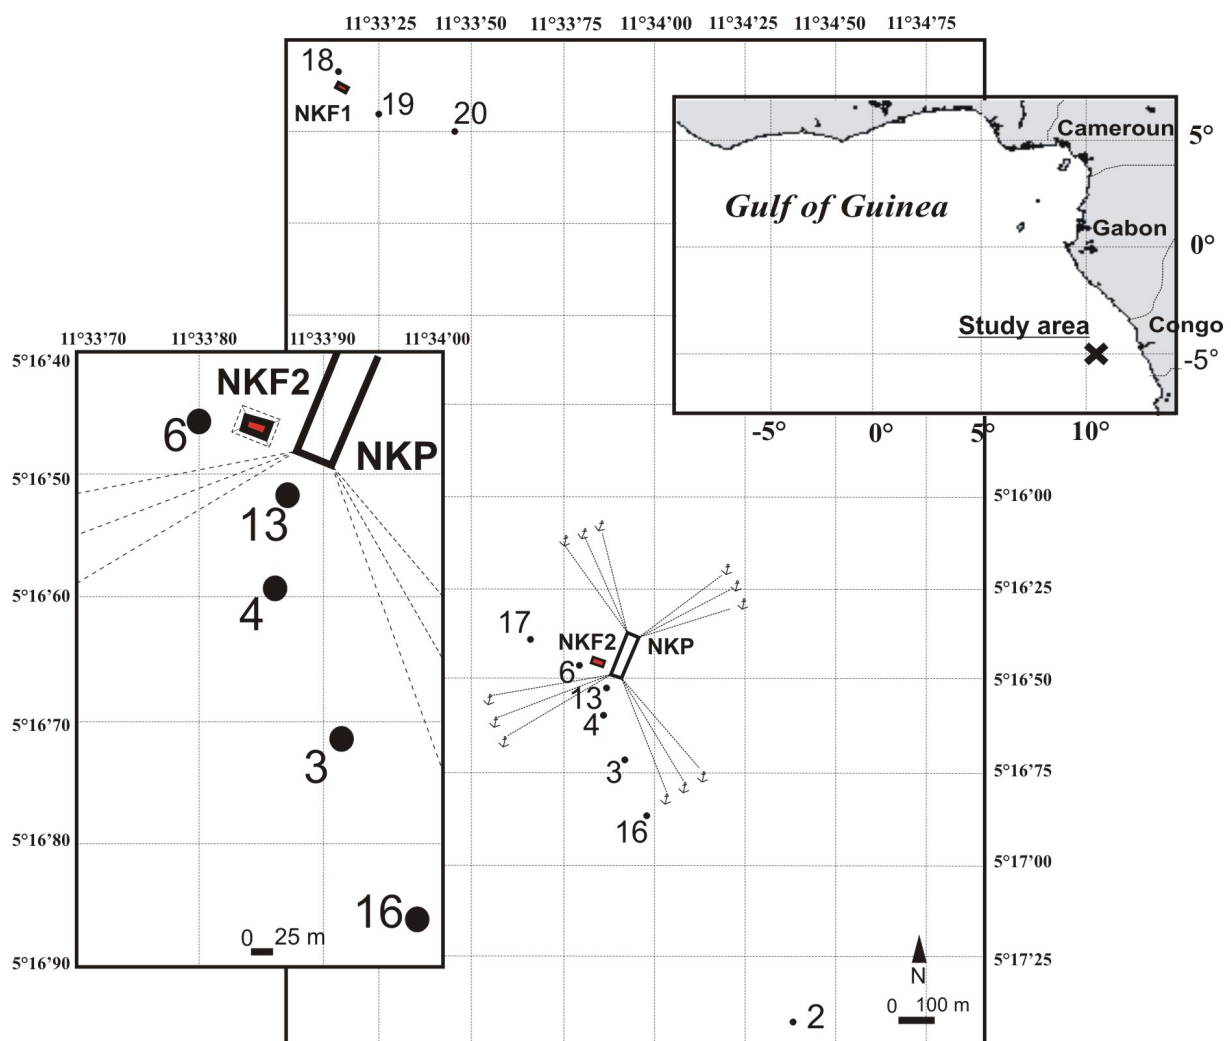 11°33'25 11°33'50 11°33'75 11°34'00 11°34'25 11°34'50 11°34'75
18
NKF1
19
20
Cameroun
5°
Gulf of Guinea
Gabon
0°
Study area
Congo
-5°
-5° 0° 5° 10°
11°33'70 11°33'80 11°33'90 11°34'00
5°16'40
NKF2
6
NKP
5°16'50
13
5°16'60
4
5°16'70
3
5°16'80
16
0 25 m
5°16'90
5°16'00
5°16'25
17
NKF2
NKP
6
5°16'50
13
4
3
5°16'75
16
5°17'00
5°17'25
N
0 100 m
2